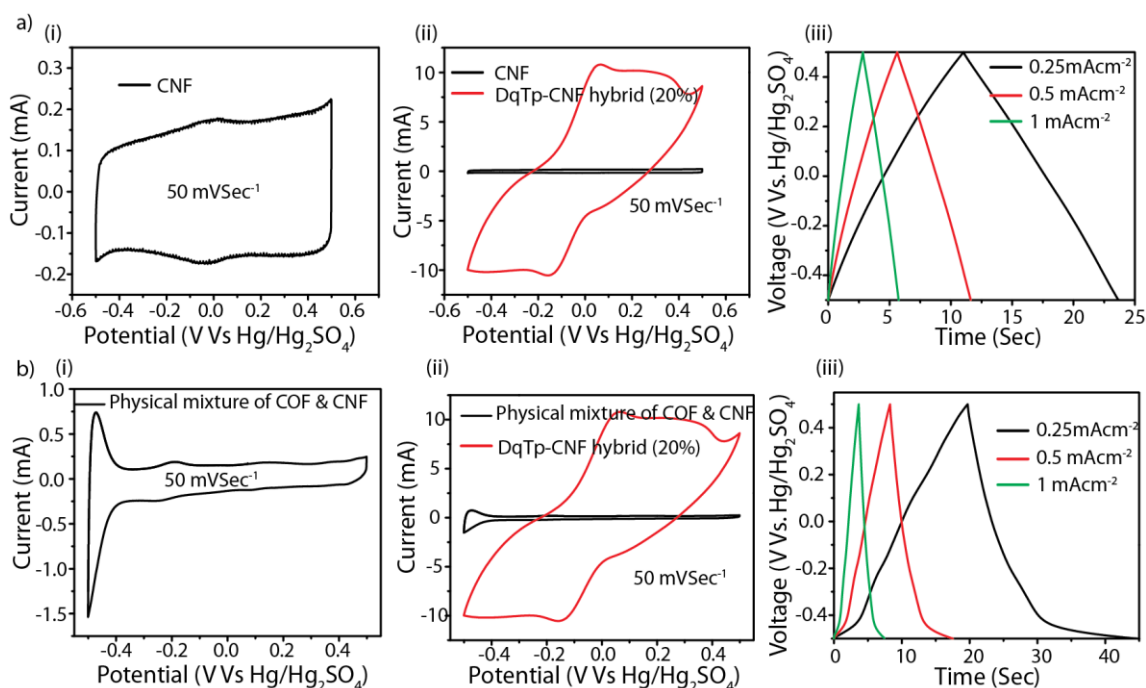 a)
(i)
CNF
50 mVSec⁻¹
Current (mA)
0.3
0.2
0.1
0.0
-0.1
-0.2
-0.6 -0.4 -0.2 0.0 0.2 0.4 0.6
Potential (V Vs Hg/Hg₂SO₄)
(ii)
CNF
DqTp-CNF hybrid (20%)
50 mVSec⁻¹
Current (mA)
10
5
0
-5
-10
-0.6 -0.4 -0.2 0.0 0.2 0.4 0.6
Potential (V Vs Hg/Hg₂SO₄)
(iii)
0.25mAcm⁻²
0.5 mAcm⁻²
1 mAcm⁻²
Voltage (V Vs. Hg/Hg₂SO₄)
0.4
0.2
0.0
-0.2
-0.4
0 5 10 15 20 25
Time (Sec)
b)
(i)
Physical mixture of COF & CNF
50 mVSec⁻¹
Current (mA)
1.0
0.5
0.0
-0.5
-1.0
-1.5
-0.4 -0.2 0.0 0.2 0.4
Potential (V Vs Hg/Hg₂SO₄)
(ii)
Physical mixture of COF & CNF
DqTp-CNF hybrid (20%)
50 mVSec⁻¹
Current (mA)
10
5
0
-5
-10
-0.4 -0.2 0.0 0.2 0.4
Potential (V Vs Hg/Hg₂SO₄)
(iii)
0.25mAcm⁻²
0.5 mAcm⁻²
1 mAcm⁻²
Voltage (V Vs. Hg/Hg₂SO₄)
0.4
0.2
0.0
-0.2
-0.4
0 10 20 30 40
Time (Sec)